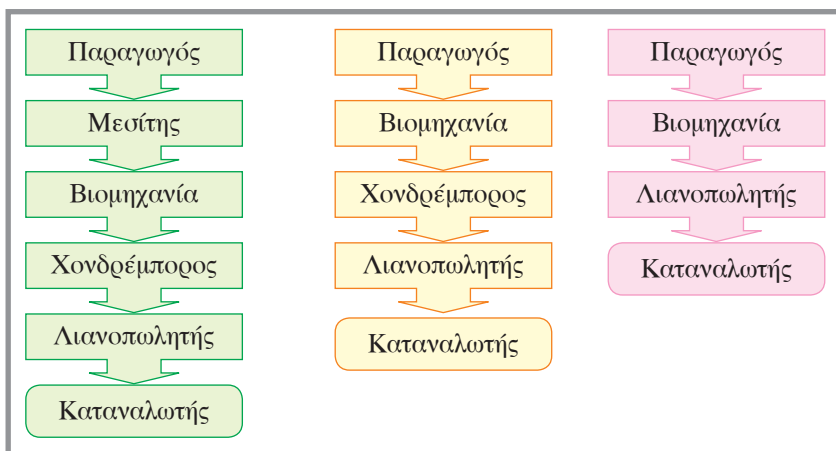 Παραγωγός
Μεσίτης
Βιομηχανία
Χονδρέμπορος
Λιανοπωλητής
Καταναλωτής
Παραγωγός
Βιομηχανία
Χονδρέμπορος
Λιανοπωλητής
Καταναλωτής
Παραγωγός
Βιομηχανία
Λιανοπωλητής
Καταναλωτής